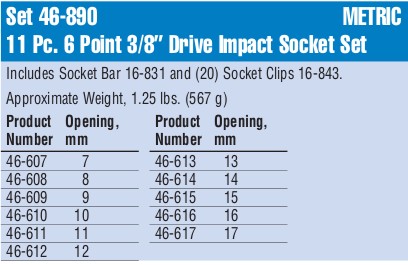 Set 46-890 METRIC
11 Pc. 6 Point 3/8" Drive Impact Socket Set
Includes Socket Bar 16-831 and (20) Socket Clips 16-843.
Approximate Weight, 1.25 lbs. (567 g)
Product Opening, Product Opening,
Number mm Number mm
46-607 7 46-613 13
46-608 8 46-614 14
46-609 9 46-615 15
46-610 10 46-616 16
46-611 11 46-617 17
46-612 12